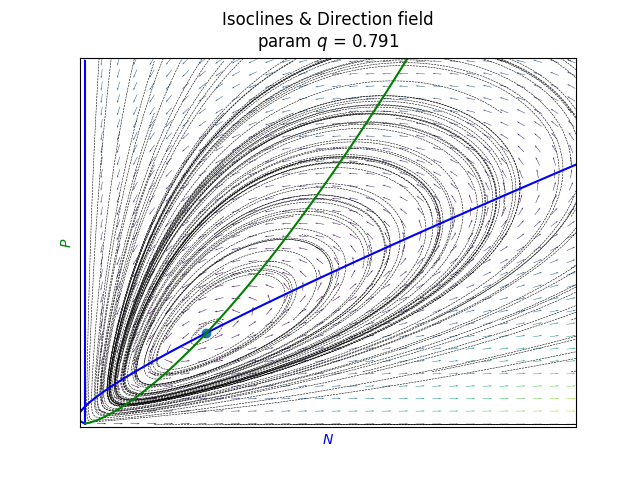 Isoclines & Direction field
param q = 0.791
P
N